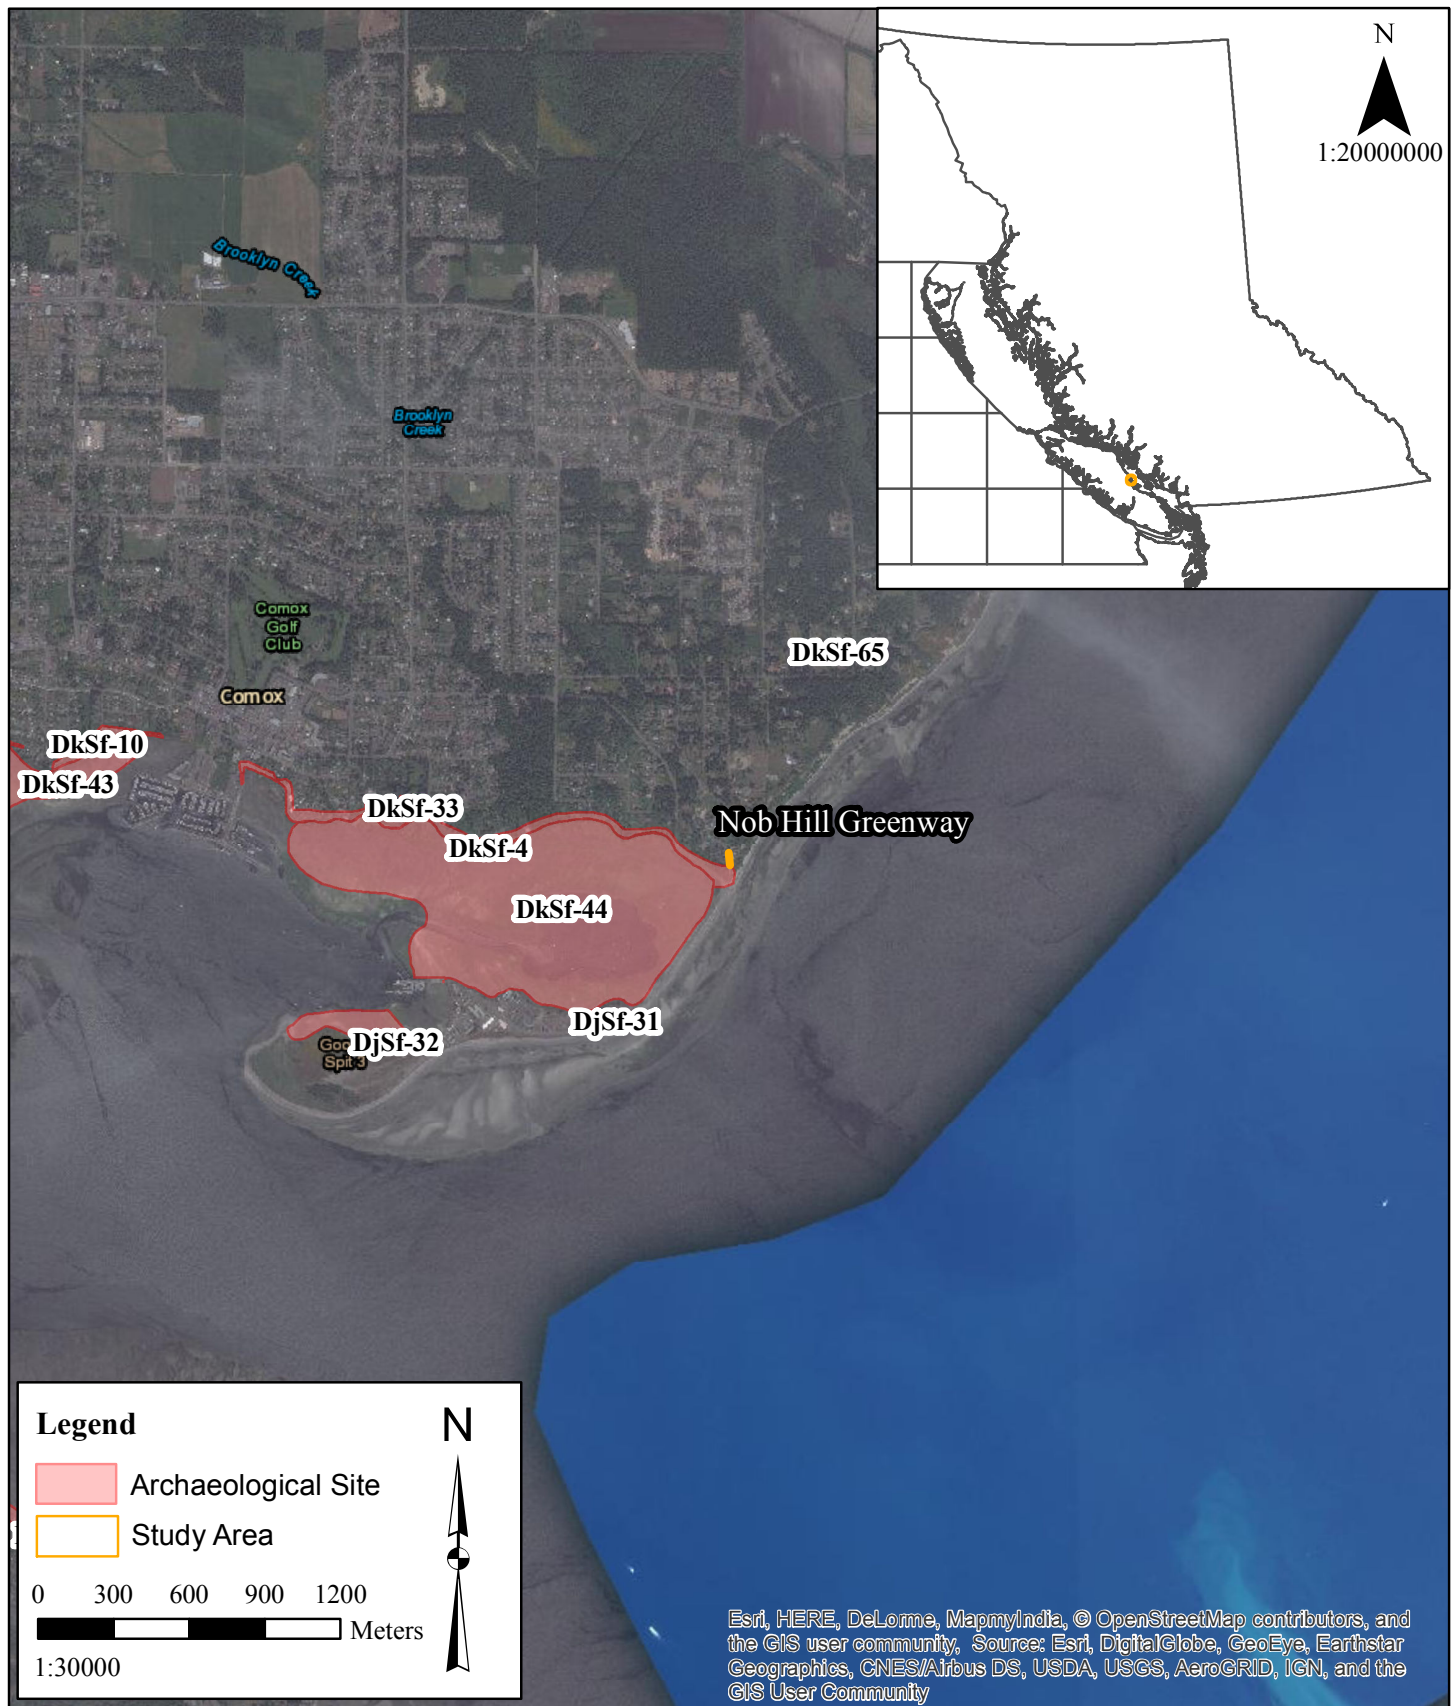 N
1:20000000
Brooklyn Creek
Brooklyn
Creek
Comox
Golf
Club
Comox
DkSf-65
DkSf-10
DkSf-43
DkSf-33
DkSf-4
Nob Hill Greenway
DkSf-44
DjSf-31
DjSf-32
Spit 3
Legend
N
Archaeological Site
Study Area
0 300 600 900 1200
Meters
1:30000
Esri, HERE, DeLorme, MapmyIndia, © OpenStreetMap contributors, and
the GIS user community, Source: Esri, DigitalGlobe, GeoEye, Earthstar
Geographics, CNES/Airbus DS, USDA, USGS, AeroGRID, IGN, and the
GIS User Community